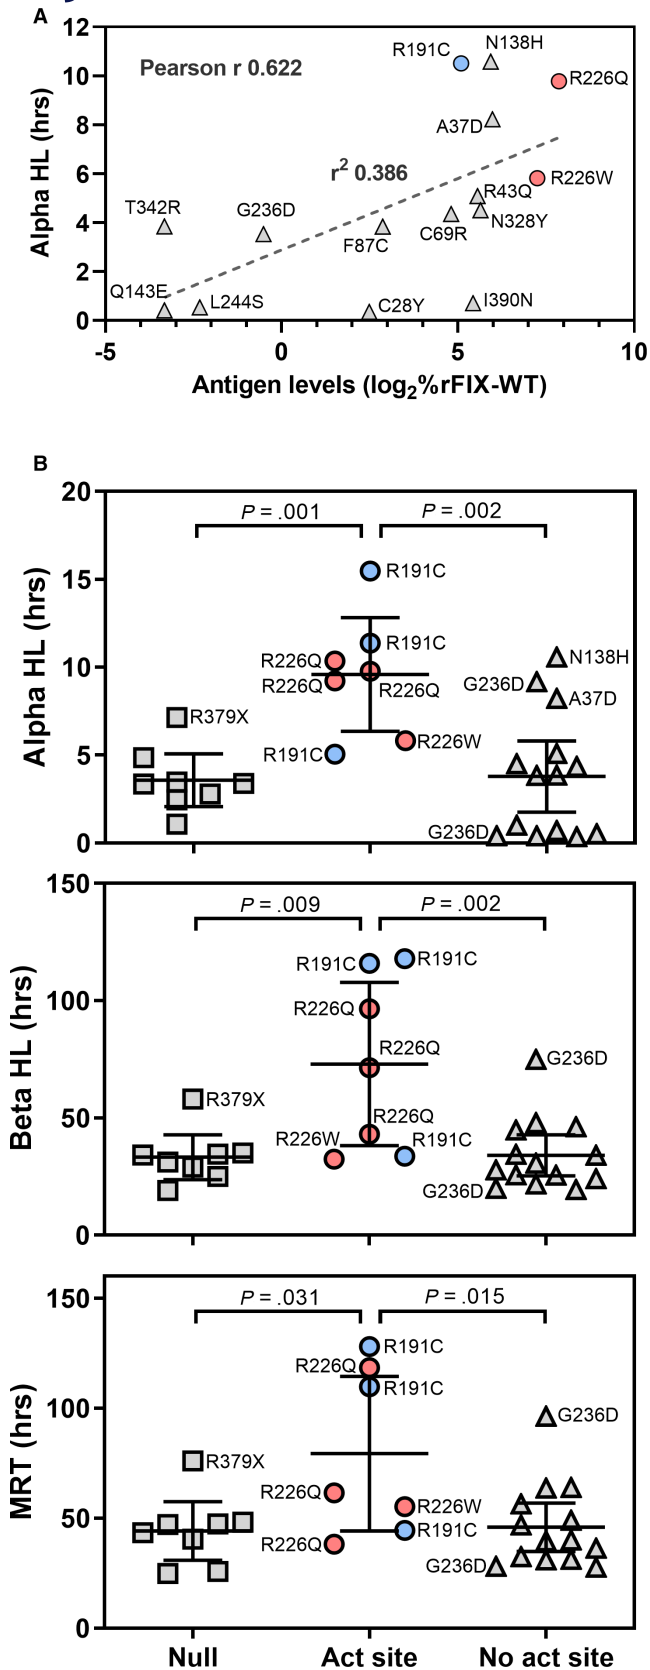 A
12
10
8
6
4
2
0
Alpha HL (hrs)
Pearson r 0.622
r2 0.386
R191C
N138H
R226Q
A37D
R226W
R43Q
N328Y
C69R
F87C
T342R
G236D
Q143E
L244S
C28Y
I390N
-5 0 5 10
Antigen levels (log2%rFIX-WT)
B
20
15
10
5
0
Alpha HL (hrs)
P = .001 P = .002
R191C
R191C
R226Q
R226Q
R226Q
R191C
R226W
R379X
N138H
G236D
A37D
G236D
150
100
50
0
Beta HL (hrs)
P = .009 P = .002
R191C
R191C
R226Q
R226Q
R226Q
R226W
R191C
R379X
G236D
G236D
150
100
50
0
MRT (hrs)
P = .031 P = .015
R191C
R226Q
R191C
R226Q
R226W
R191C
R226Q
R379X
G236D
G236D
Null Act site No act site